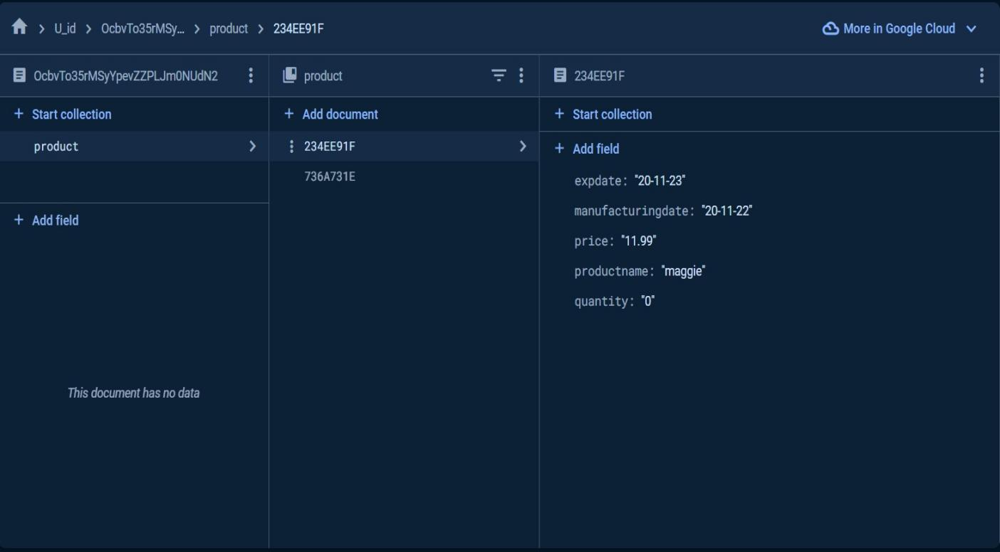 U_id OcbvTo35rMSy... product 234EE91F More in Google Cloud
OcbvTo35rMSyYpevZZPLJm0NUdN2
+ Start collection
product
+ Add field
This document has no data
product
+ Add document
234EE91F
736A731E
234EE91F
+ Start collection
+ Add field
expdate: "20-11-23"
manufacturingdate: "20-11-22"
price: "11.99"
productname: "maggie"
quantity: "0"